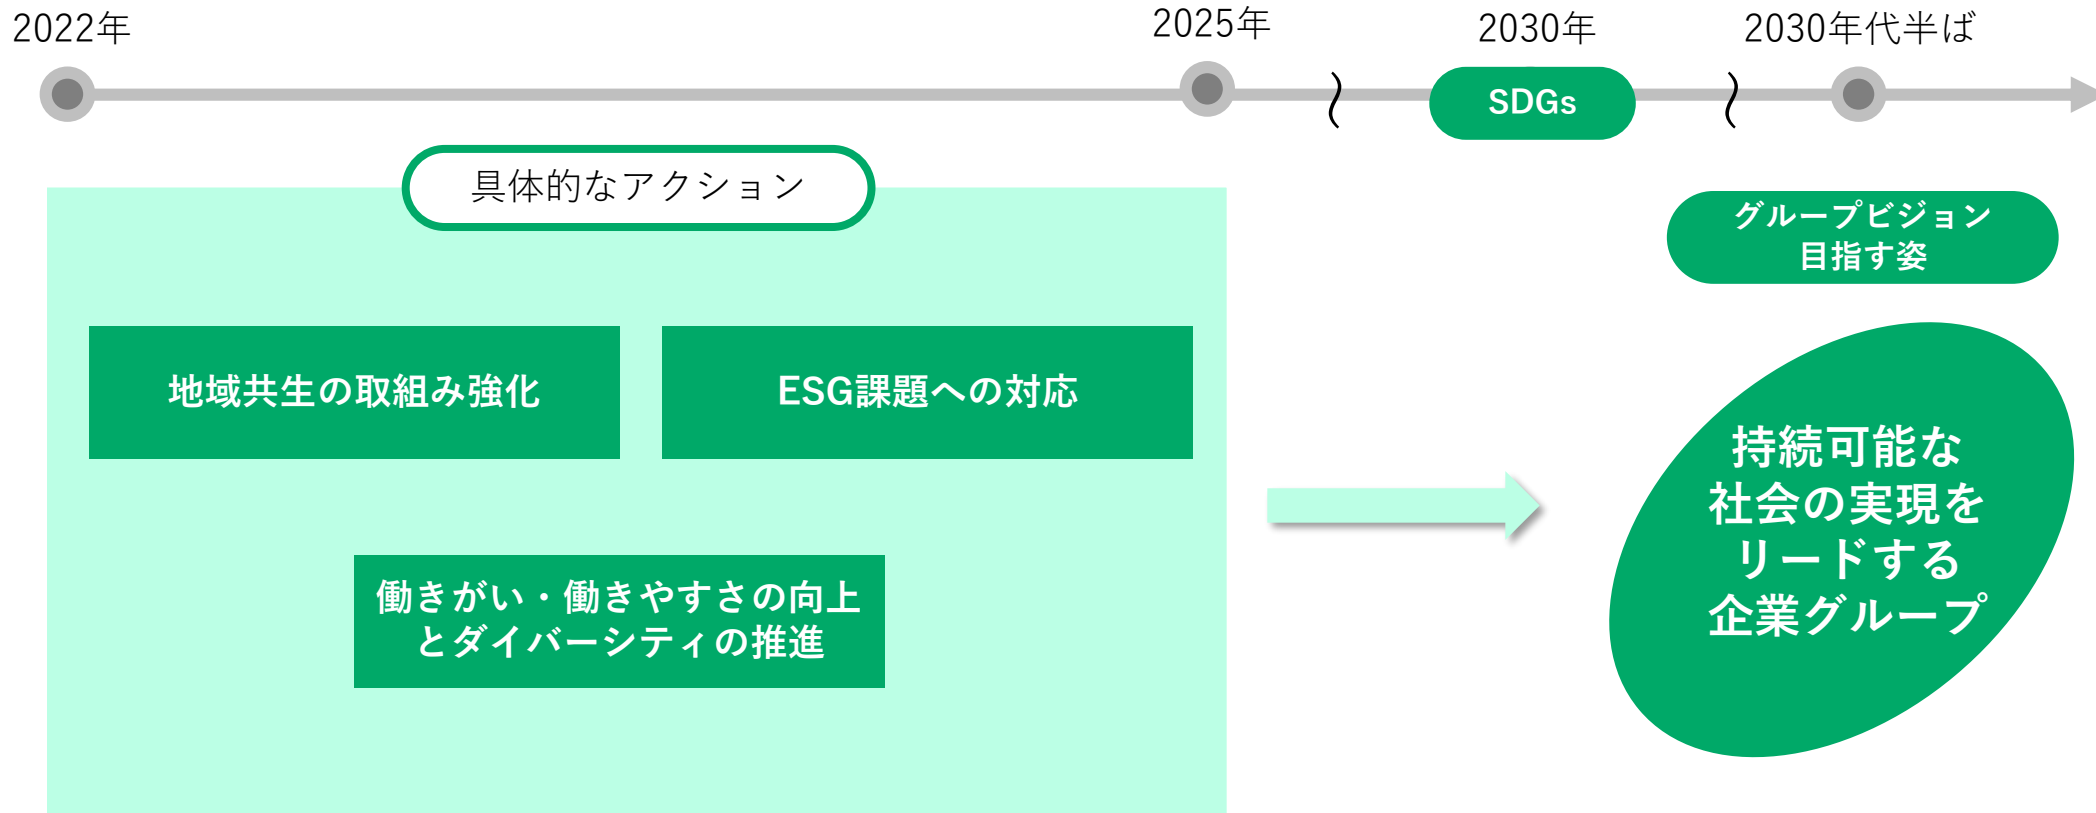 2022年
2025年
2030年
2030年代半ば
SDGs
具体的なアクション
グループビジョン
目指す姿
地域共生の取組み強化
ESG課題への対応
働きがい・働きやすさの向上
とダイバーシティの推進
持続可能な
社会の実現を
リードする
企業グループ